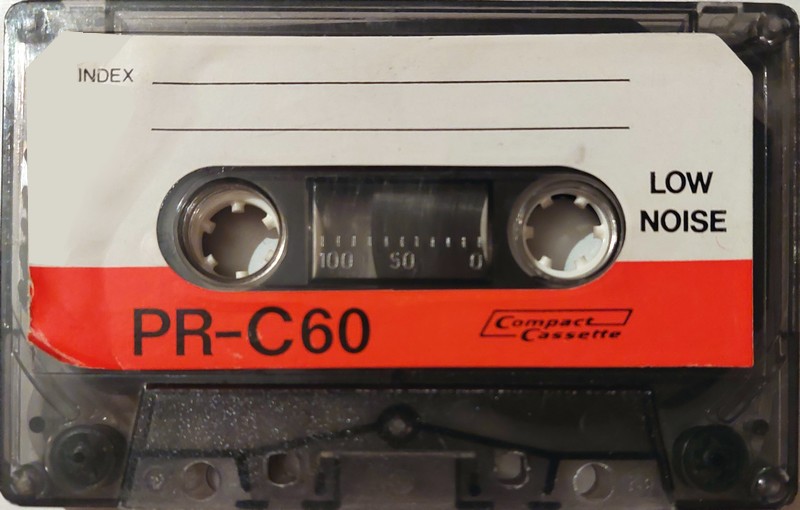 INDEX
LOW
NOISE
100 50 0
PR-C60
Compact
Cassette